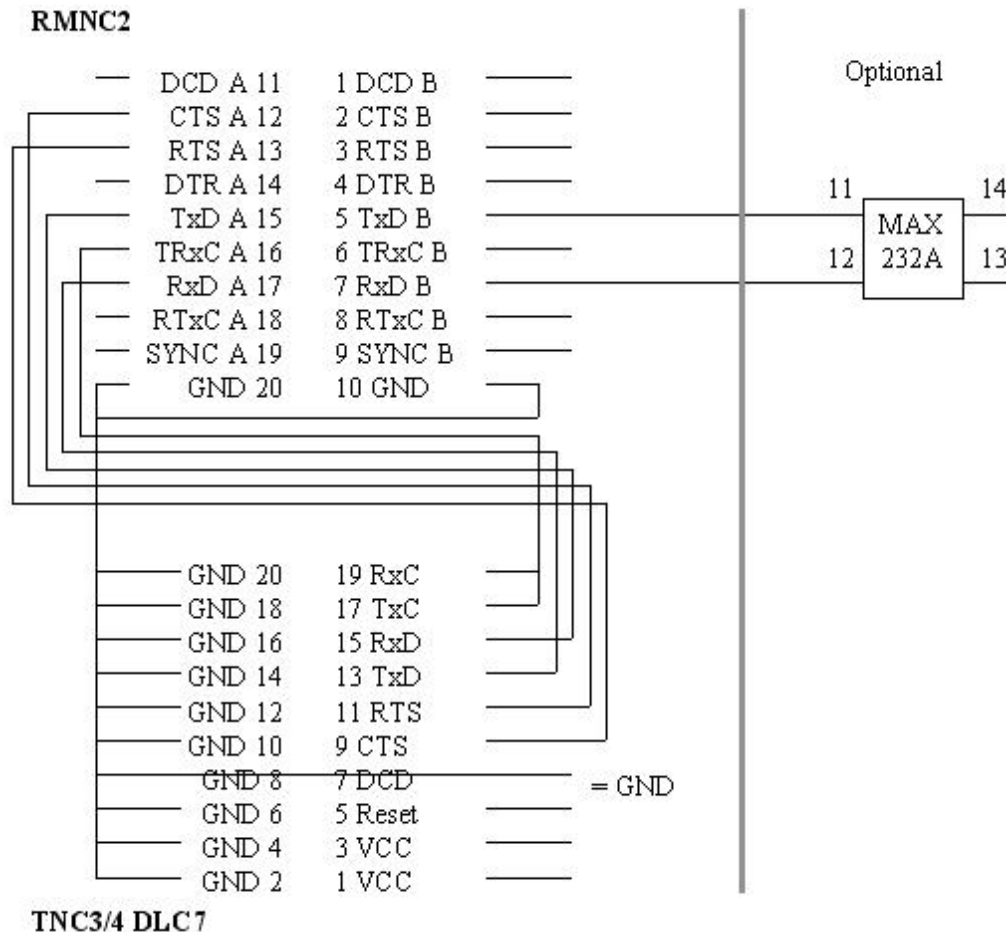 RMNC2
Optional
DCD A 11 1 DCD B
CTS A 12 2 CTS B
RTS A 13 3 RTS B
DTR A 14 4 DTR B
TxD A 15 5 TxD B
TRxC A 16 6 TRxC B
RxD A 17 7 RxD B
RTxC A 18 8 RTxC B
SYNC A 19 9 SYNC B
GND 20 10 GND
11 14
MAX
12 232A 13
GND 20 19 RxC
GND 18 17 TxC
GND 16 15 RxD
GND 14 13 TxD
GND 12 11 RTS
GND 10 9 CTS
GND 8 7 DCD = GND
GND 6 5 Reset
GND 4 3 VCC
GND 2 1 VCC
TNC3/4 DLC7